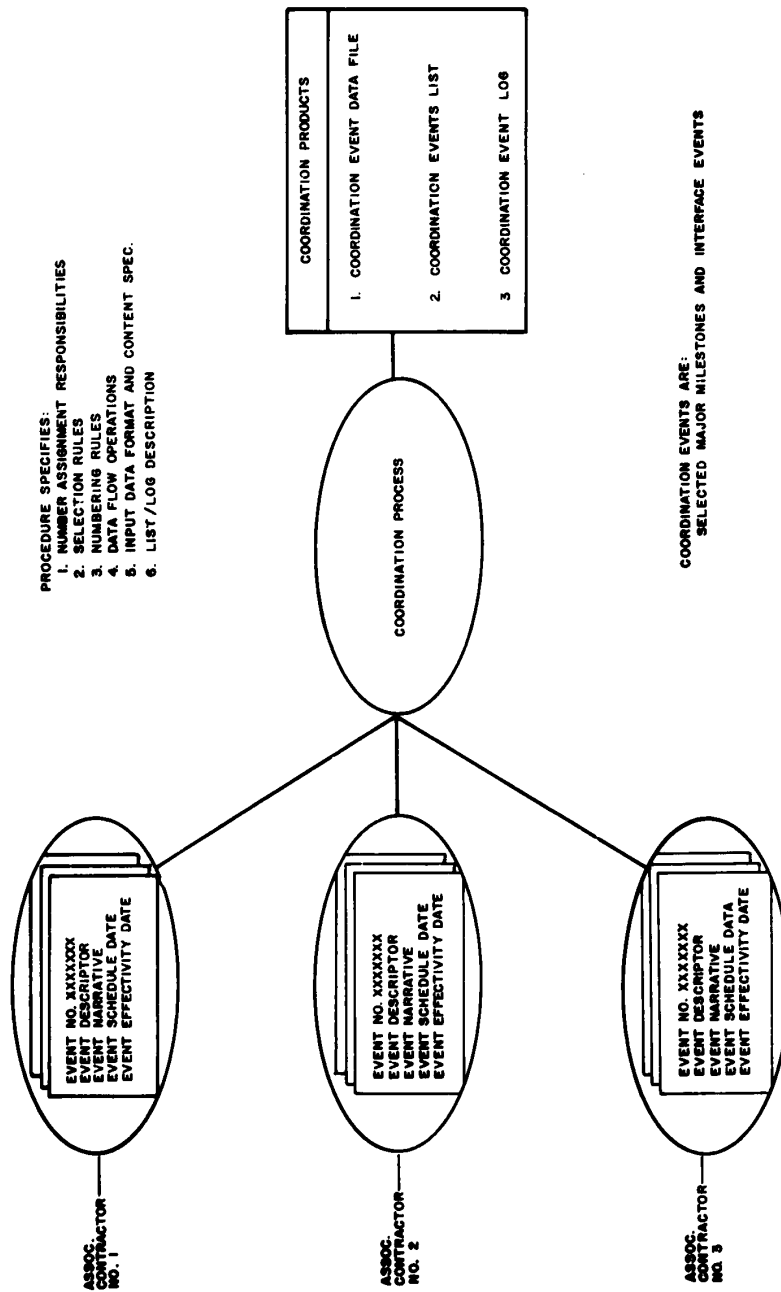 PROCEDURE SPECIFIES:
1. NUMBER ASSIGNMENT RESPONSIBILITIES
2. SELECTION RULES
3. NUMBERING RULES
4. DATA FLOW OPERATIONS
5. INPUT DATA FORMAT AND CONTENT SPEC.
6. LIST/LOG DESCRIPTION
ASSOC.
CONTRACTOR
NO. 1
EVENT NO. XXXXXXX
EVENT DESCRIPTOR
EVENT NARRATIVE
EVENT SCHEDULE DATE
EVENT EFFECTIVITY DATE
ASSOC.
CONTRACTOR
NO. 2
EVENT NO. XXXXXXX
EVENT DESCRIPTOR
EVENT NARRATIVE
EVENT SCHEDULE DATE
EVENT EFFECTIVITY DATE
ASSOC.
CONTRACTOR
NO. 3
EVENT NO. XXXXXXX
EVENT DESCRIPTOR
EVENT NARRATIVE
EVENT SCHEDULE DATA
EVENT EFFECTIVITY DATE
COORDINATION PROCESS
COORDINATION PRODUCTS
1. COORDINATION EVENT DATA FILE
2. COORDINATION EVENTS LIST
3 COORDINATION EVENT LOG
COORDINATION EVENTS ARE:
SELECTED MAJOR MILESTONES AND INTERFACE EVENTS